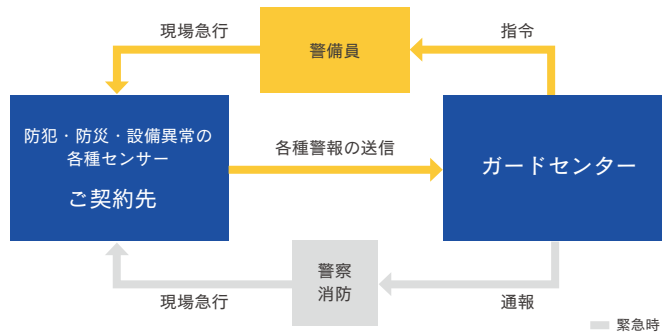 現場急行
警備員
指令
防犯・防災・設備異常の
各種センサー
ご契約先
各種警報の送信
ガードセンター
警察
消防
現場急行
通報
緊急時